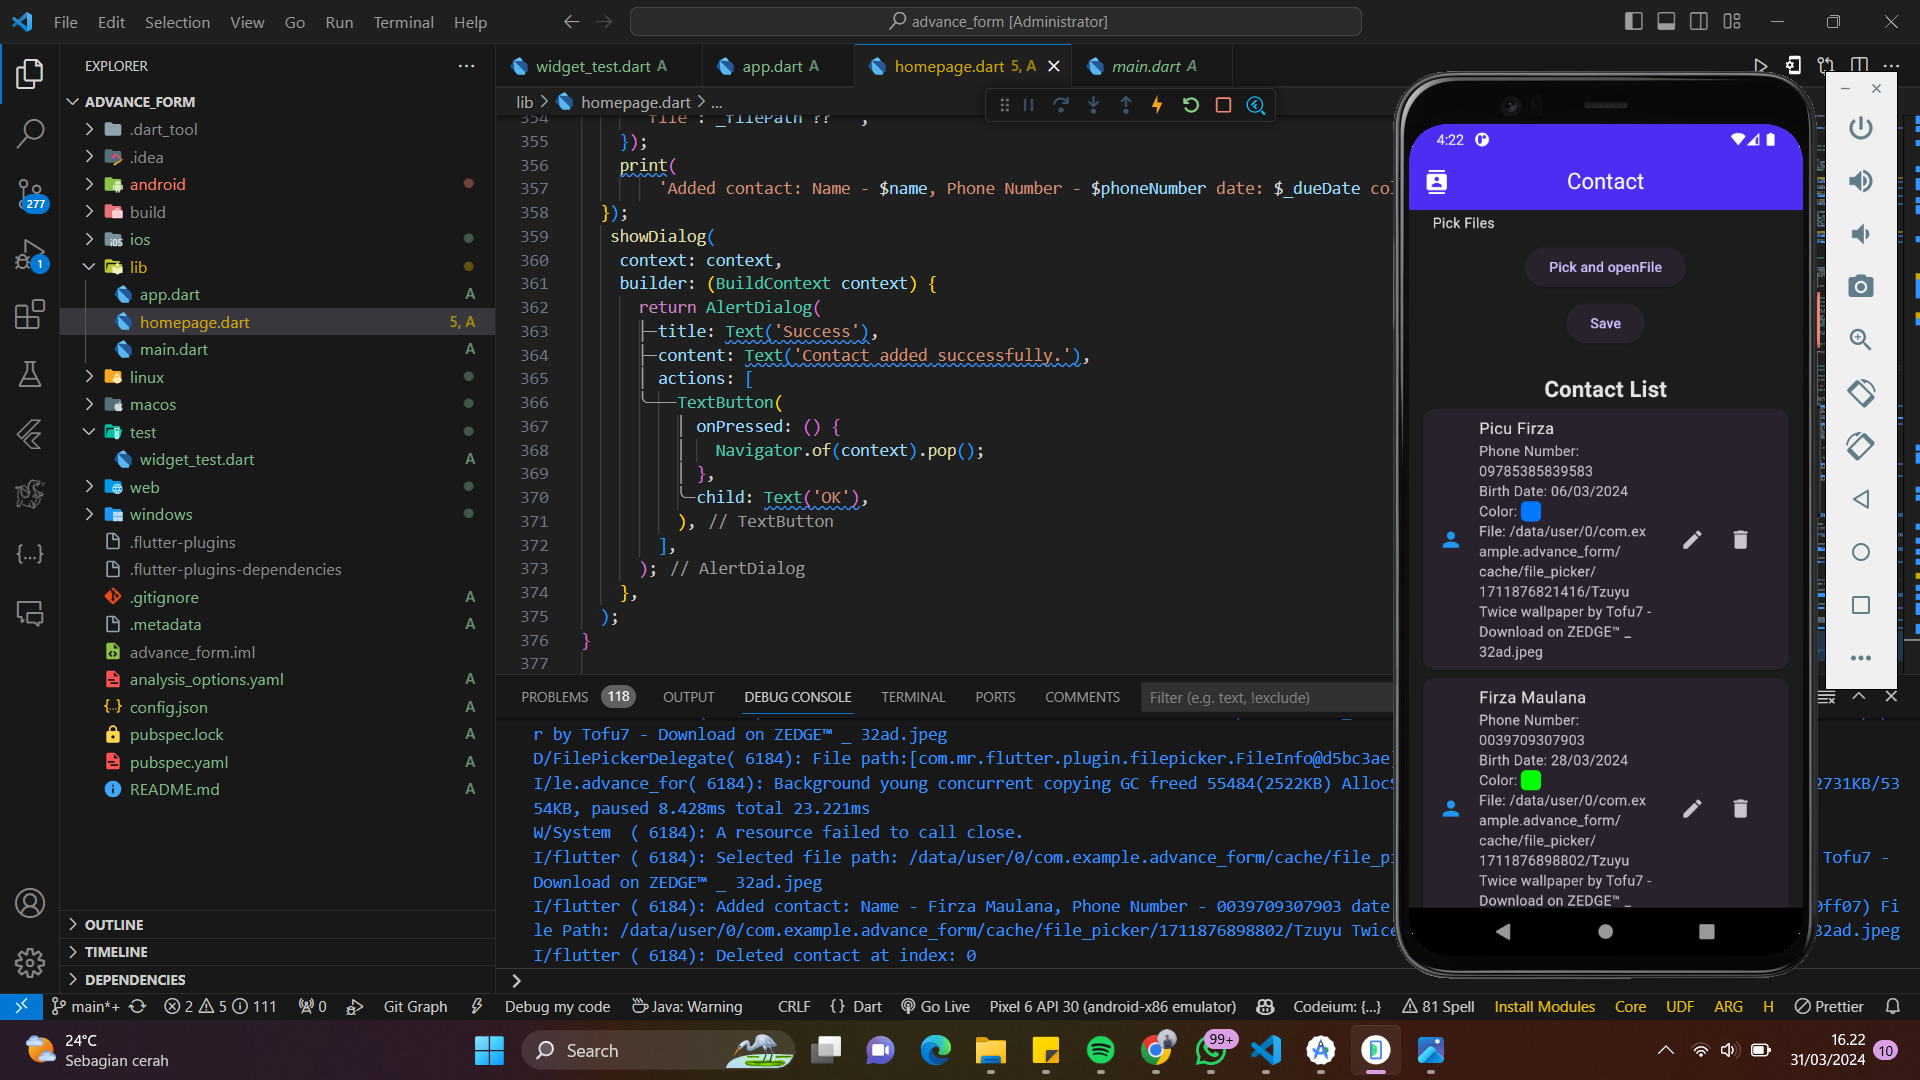 File Edit Selection View Go Run Terminal Help
advance_form [Administrator]
EXPLORER
ADVANCE_FORM
.dart_tool
.idea
android
build
ios
lib
app.dart A
homepage.dart 5, A
main.dart A
linux
macos
test
widget_test.dart A
web
windows
.flutter-plugins
.flutter-plugins-dependencies
.gitignore A
.metadata A
advance_form.iml
analysis_options.yaml A
config.json A
pubspec.lock A
pubspec.yaml A
README.md A
OUTLINE
TIMELINE
DEPENDENCIES
277
1
widget_test.dart A
app.dart A
homepage.dart 5, A
main.dart A
lib > homepage.dart > ...
354 'file': _filePath ?? '',
355 });
356 print(
357 'Added contact: Name - $name, Phone Number - $phoneNumber date: $_dueDate co
358 });
359 showDialog(
360 context: context,
361 builder: (BuildContext context) {
362 return AlertDialog(
363 title: Text('Success'),
364 content: Text('Contact added successfully.'),
365 actions: [
366 TextButton(
367 onPressed: () {
368 Navigator.of(context).pop();
369 },
370 child: Text('OK'),
371 ), // TextButton
372 ],
373 ); // AlertDialog
374 },
375 );
376 }
377
PROBLEMS 118 OUTPUT DEBUG CONSOLE TERMINAL PORTS COMMENTS Filter (e.g. text, !exclude)
r by Tofu7 - Download on ZEDGE™ _ 32ad.jpeg
D/FilePickerDelegate( 6184): File path:[com.mr.flutter.plugin.filepicker.FileInfo@d5bc3ae]
I/le.advance_for( 6184): Background young concurrent copying GC freed 55484(2522KB) AllocS 2731KB/53
54KB, paused 8.428ms total 23.221ms
W/System ( 6184): A resource failed to call close.
I/flutter ( 6184): Selected file path: /data/user/0/com.example.advance_form/cache/file_pi Tofu7 -
Download on ZEDGE™ _ 32ad.jpeg
I/flutter ( 6184): Added contact: Name - Firza Maulana, Phone Number - 0039709307903 date 0ff07) Fi
le Path: /data/user/0/com.example.advance_form/cache/file_picker/1711876898802/Tzuyu Twice 32ad.jpeg
I/flutter ( 6184): Deleted contact at index: 0
4:22
Contact
Pick Files
Pick and openFile
Save
Contact List
Picu Firza
Phone Number:
09785385839583
Birth Date: 06/03/2024
Color:
File: /data/user/0/com.ex
ample.advance_form/
cache/file_picker/
1711876821416/Tzuyu
Twice wallpaper by Tofu7 -
Download on ZEDGE™ _
32ad.jpeg
Firza Maulana
Phone Number:
0039709307903
Birth Date: 28/03/2024
Color:
File: /data/user/0/com.ex
ample.advance_form/
cache/file_picker/
1711876898802/Tzuyu
Twice wallpaper by Tofu7 -
Download on ZEDGE™ _
main*+ 2 5 111 0 Git Graph Debug my code Java: Warning CRLF {} Dart Go Live Pixel 6 API 30 (android-x86 emulator) Codeium: {...} 81 Spell Install Modules Core UDF ARG H Prettier
24°C
Sebagian cerah
Search
99+
16.22
31/03/2024
10